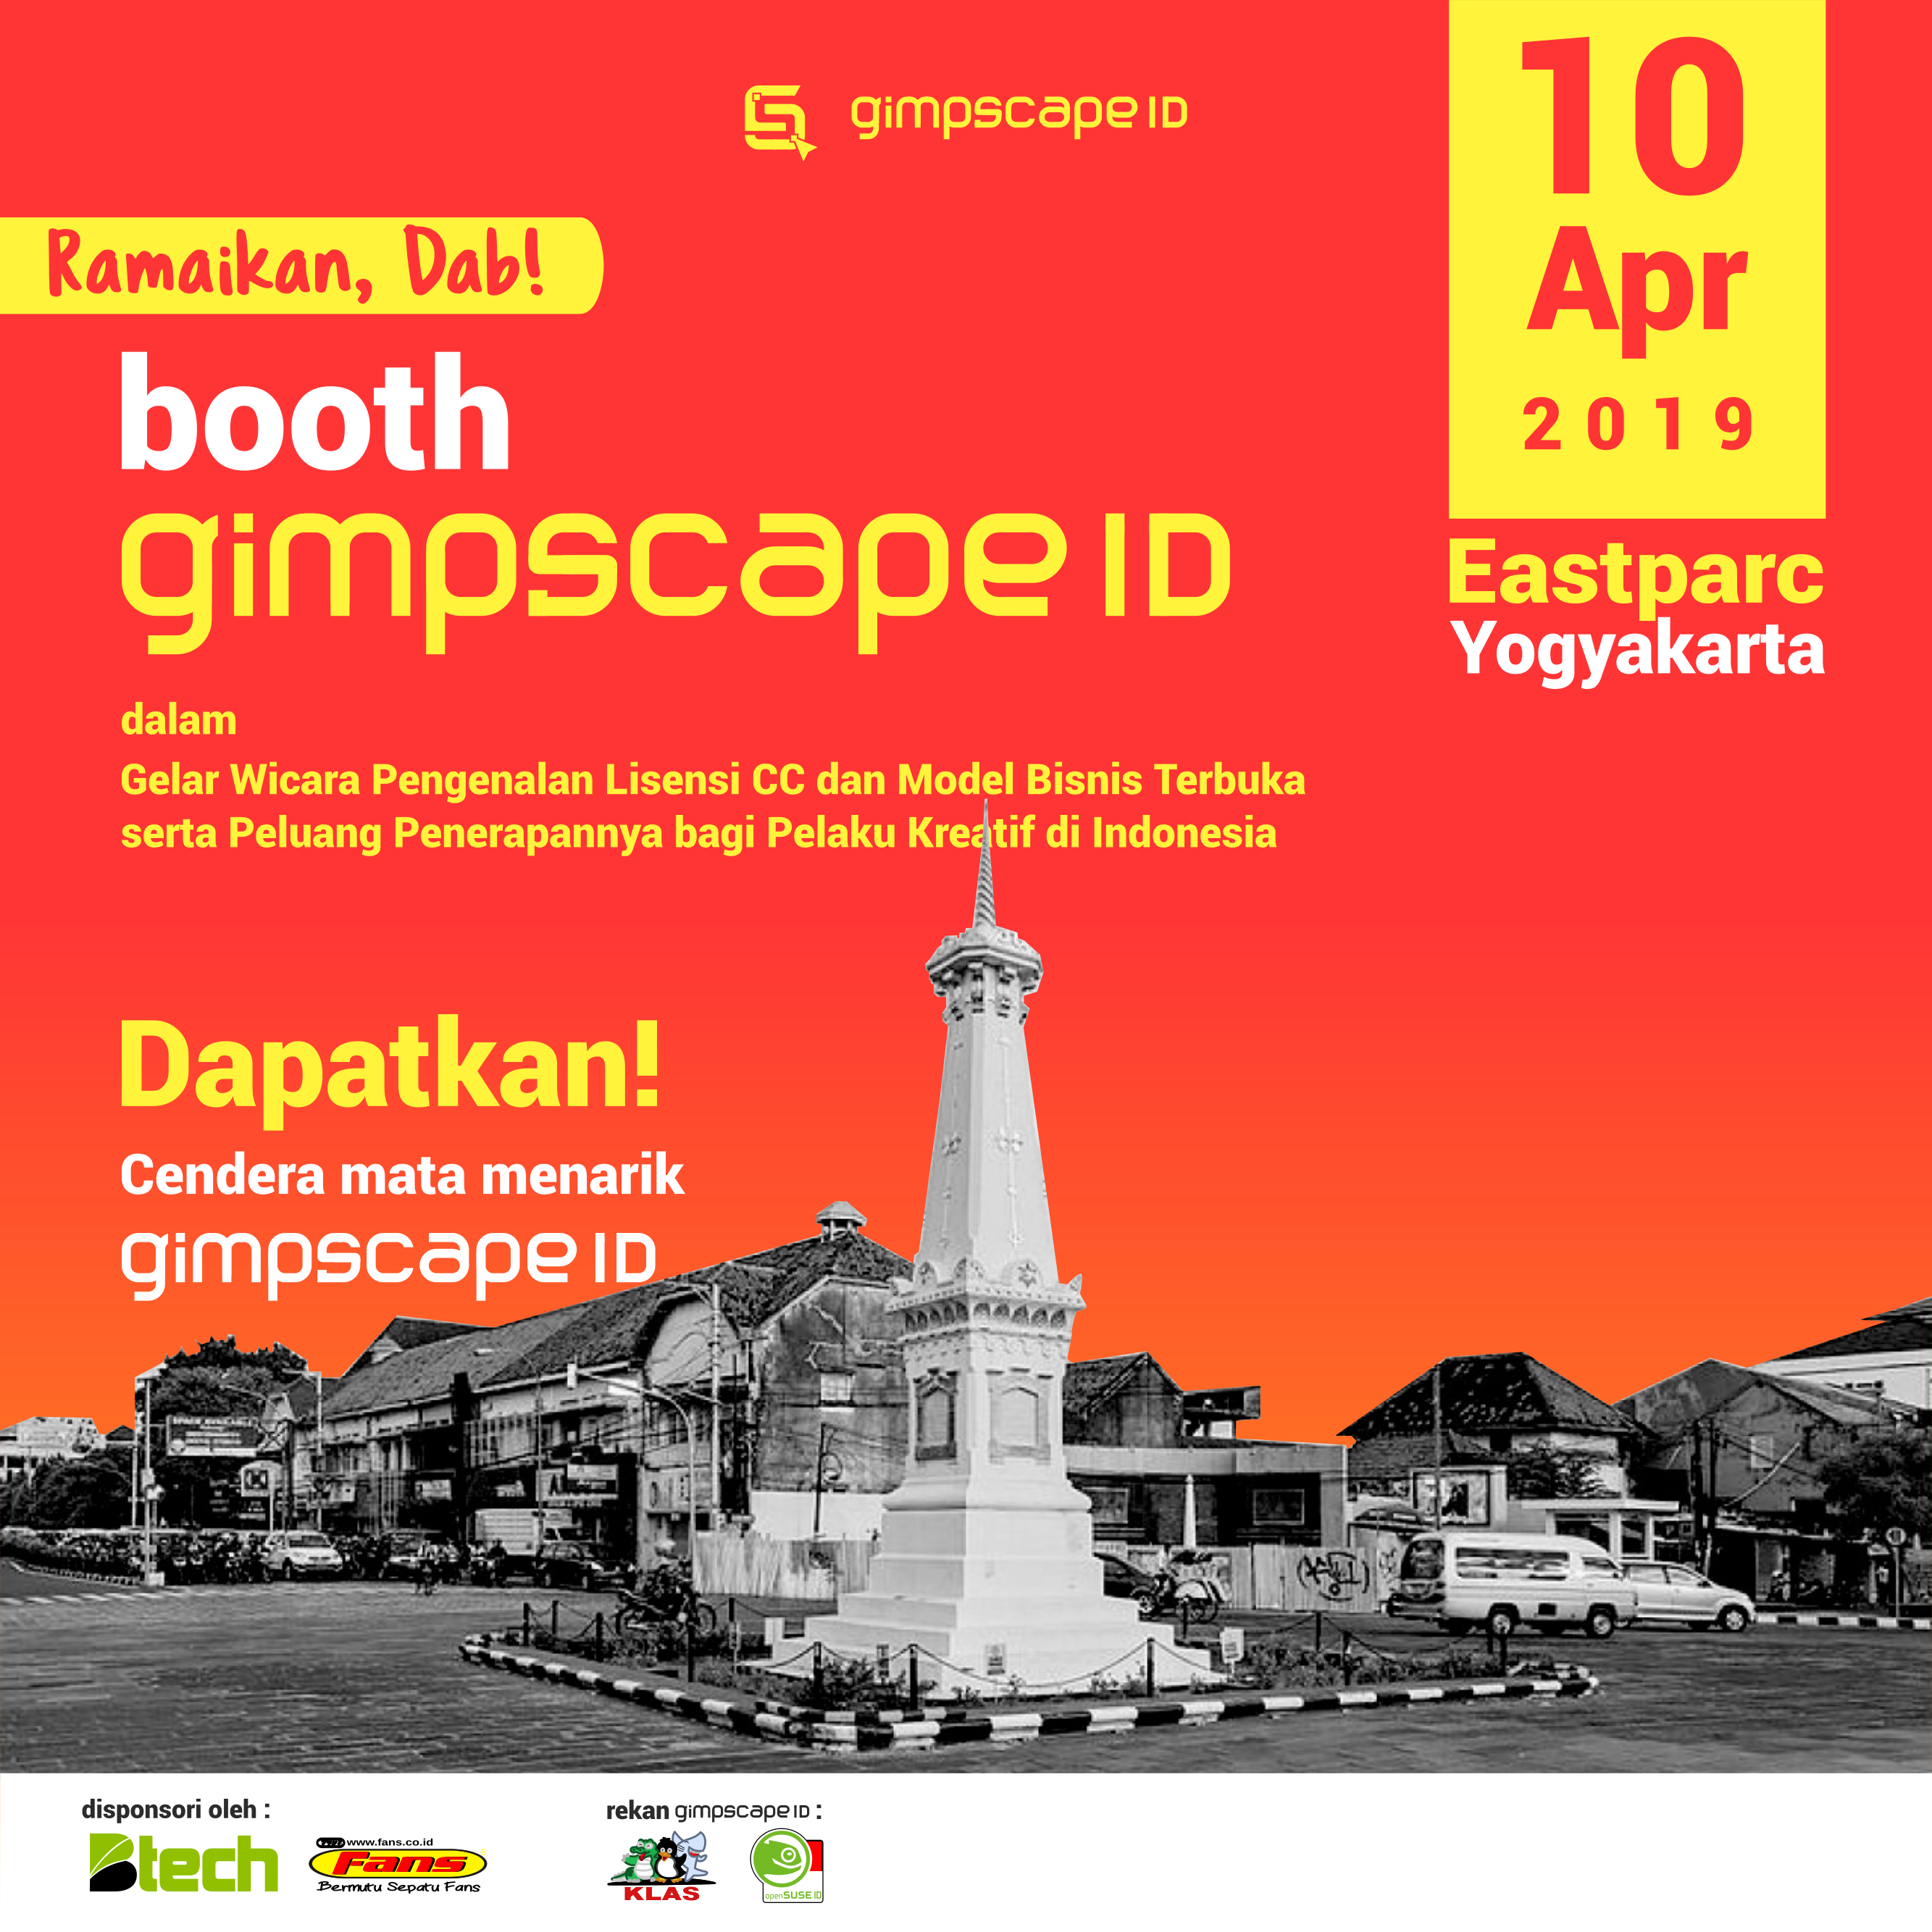 gimpscape ID
10
Apr
2019
Eastparc
Yogyakarta
Ramaikan, Dab!
booth
gimpscape ID
dalam
Gelar Wicara Pengenalan Lisensi CC dan Model Bisnis Terbuka
serta Peluang Penerapannya bagi Pelaku Kreatif di Indonesia
Dapatkan!
Cendera mata menarik
gimpscape ID
disponsori oleh :
Btech
www.fans.co.id
Fans
Bermutu Sepatu Fans
rekan gimpscape ID :
KLAS
openSUSE ID